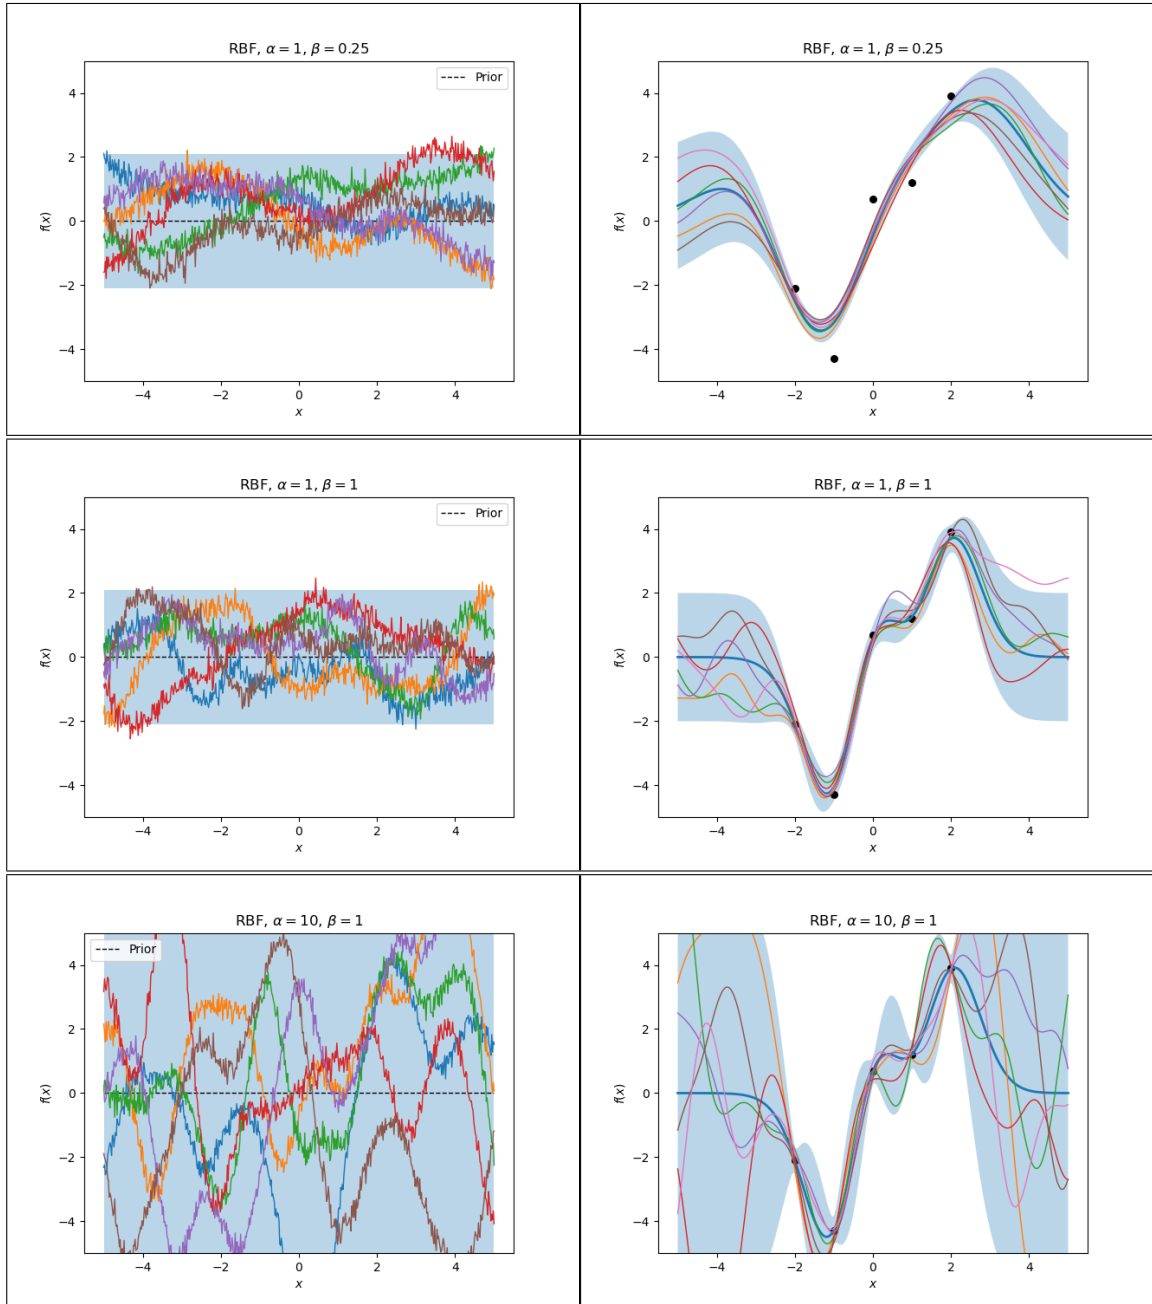 RBF, α = 1, β = 0.25
Prior
4
2
0
−2
−4
f(x)
−4 −2 0 2 4
x
RBF, α = 1, β = 0.25
4
2
0
−2
−4
f(x)
−4 −2 0 2 4
x
RBF, α = 1, β = 1
Prior
4
2
0
−2
−4
f(x)
−4 −2 0 2 4
x
RBF, α = 1, β = 1
4
2
0
−2
−4
f(x)
−4 −2 0 2 4
x
RBF, α = 10, β = 1
Prior
4
2
0
−2
−4
f(x)
−4 −2 0 2 4
x
RBF, α = 10, β = 1
4
2
0
−2
−4
f(x)
−4 −2 0 2 4
x